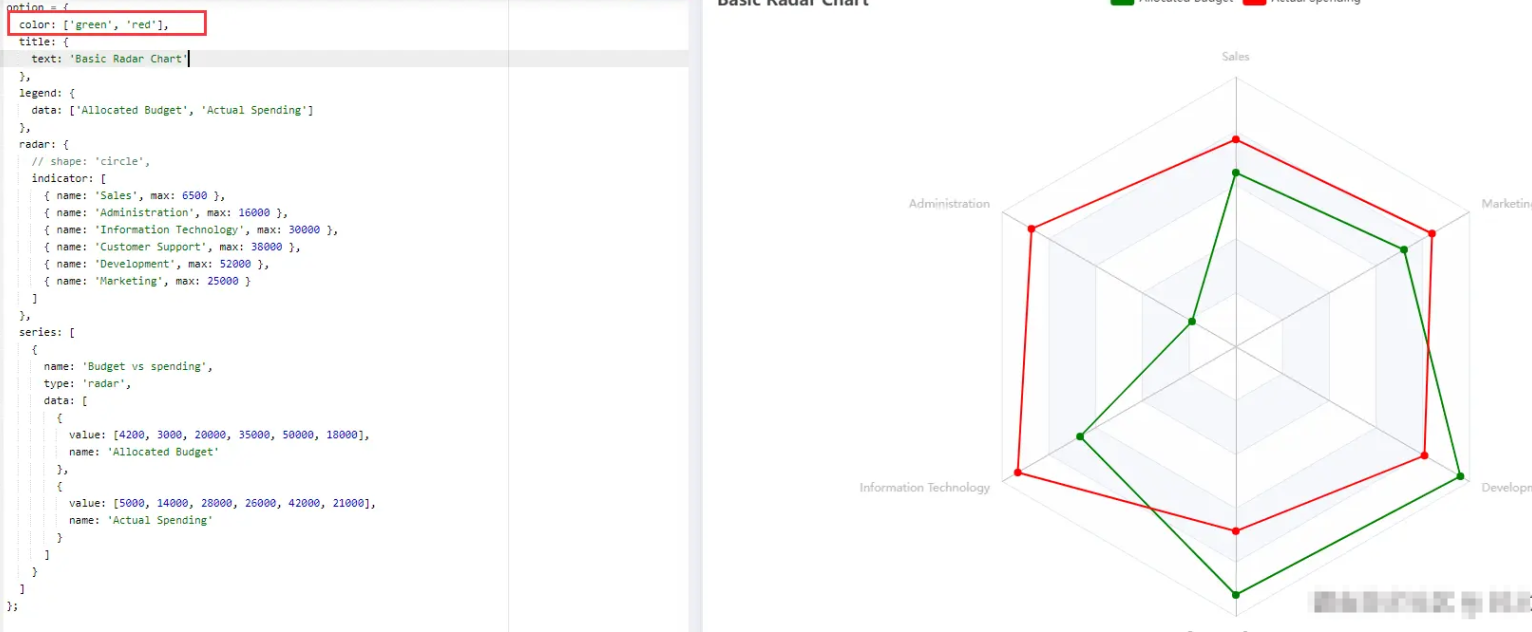 option = {
color: ['green', 'red'],
title: {
text: 'Basic Radar Chart'
},
legend: {
data: ['Allocated Budget', 'Actual Spending']
},
radar: {
// shape: 'circle',
indicator: [
{ name: 'Sales', max: 6500 },
{ name: 'Administration', max: 16000 },
{ name: 'Information Technology', max: 30000 },
{ name: 'Customer Support', max: 38000 },
{ name: 'Development', max: 52000 },
{ name: 'Marketing', max: 25000 }
]
},
series: [
{
name: 'Budget vs spending',
type: 'radar',
data: [
{
value: [4200, 3000, 20000, 35000, 50000, 18000],
name: 'Allocated Budget'
},
{
value: [5000, 14000, 28000, 26000, 42000, 21000],
name: 'Actual Spending'
}
]
}
]
};
Basic Radar Chart
Allocated Budget Actual Spending
Sales
Administration
Marketin
Information Technology
Developm